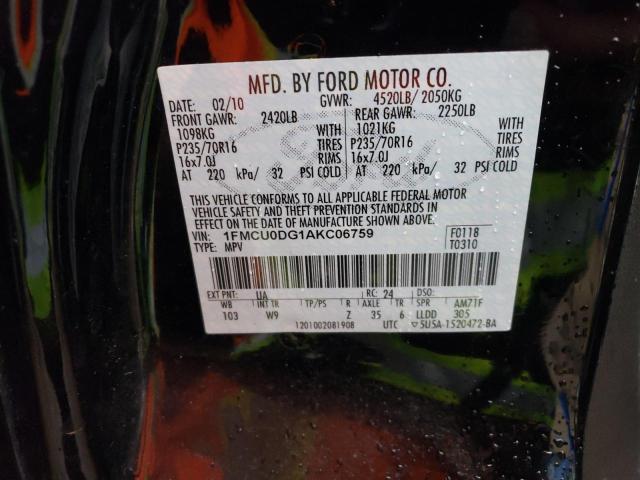 MFD. BY FORD MOTOR CO.
DATE: 02/10 GVWR: 4520LB/ 2050KG
FRONT GAWR: 2420LB REAR GAWR: 2250LB
1098KG WITH 1021KG WITH
P235/70R16 TIRES P235/70R16 TIRES
16x7.0J RIMS 16x7.0J RIMS
AT 220 kPa/ 32 PSI COLD AT 220 kPa/ 32 PSI COLD
THIS VEHICLE CONFORMS TO ALL APPLICABLE FEDERAL MOTOR
VEHICLE SAFETY AND THEFT PREVENTION STANDARDS IN
EFFECT ON THE DATE OF MANUFACTURE SHOWN ABOVE.
VIN: 1FMCU0DG1AKC06759 F0118
TYPE: MPV T0310
EXT PNT: UA RC: 24 DSO:
WB INT TR TP/PS R AXLE TR SPR AM71F
103 W9 Z 35 6 LLDD 305
1201002081908 UTC ▽5USA-1520472-BA